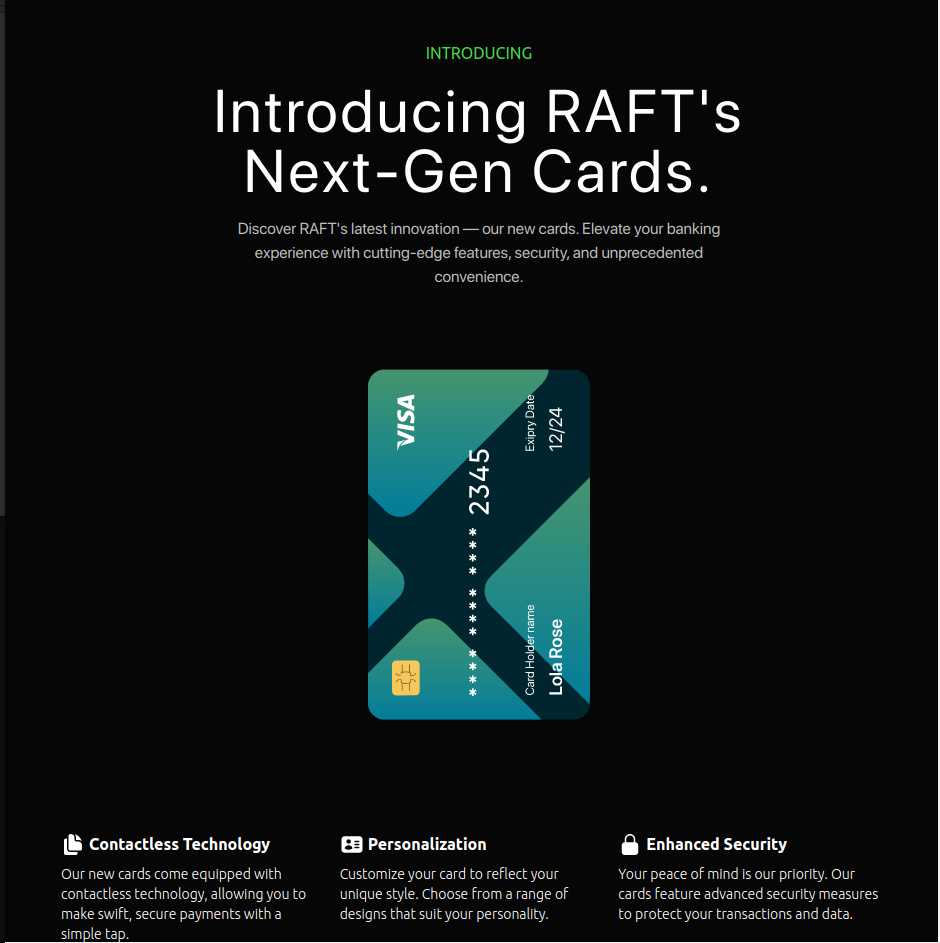 INTRODUCING
Introducing RAFT's
Next-Gen Cards.
Discover RAFT's latest innovation — our new cards. Elevate your banking
experience with cutting-edge features, security, and unprecedented
convenience.
VISA
**** **** **** 2345
Card Holder name
Lola Rose
Exipry Date
12/24
Contactless Technology
Our new cards come equipped with
contactless technology, allowing you to
make swift, secure payments with a
simple tap.
Personalization
Customize your card to reflect your
unique style. Choose from a range of
designs that suit your personality.
Enhanced Security
Your peace of mind is our priority. Our
cards feature advanced security measures
to protect your transactions and data.